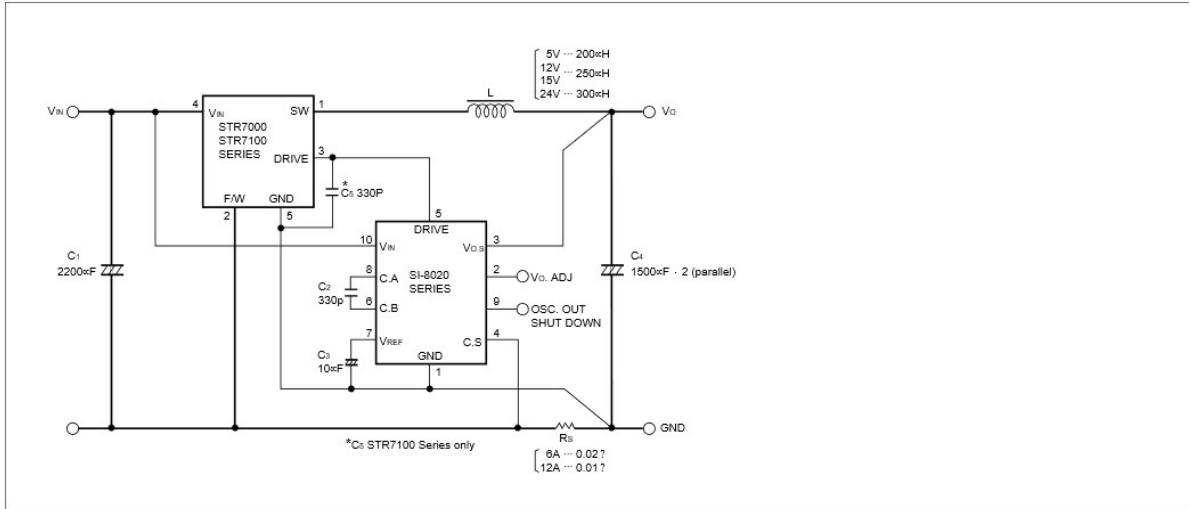 5V ··· 200∝H
12V
15V ··· 250∝H
24V ··· 300∝H
L
VIN
4
VIN
SW
1
VO
STR7000
STR7100
SERIES
DRIVE
3
*
C5 330P
F/W
GND
2
5
5
DRIVE
10
VIN
VO.S
3
C1
2200∝F
C4
1500∝F · 2 (parallel)
8
C.A
SI-8020
SERIES
2
VO. ADJ
C2
330p
6
C.B
9
OSC. OUT
SHUT DOWN
7
VREF
C.S
4
C3
10∝F
GND
1
GND
*C5 STR7100 Series only
RS
6A ··· 0.02?
12A ··· 0.01?